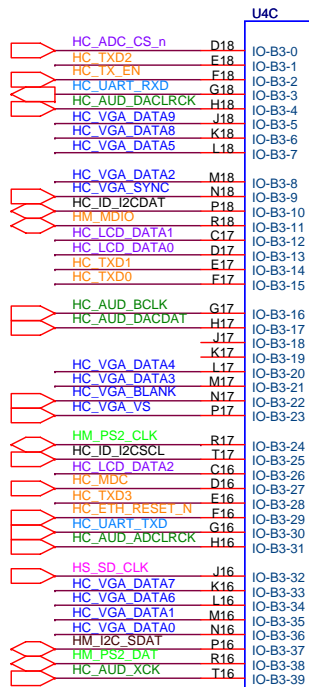 U4C
HC_ADC_CS_n D18 IO-B3-0
HC_TXD2 E18 IO-B3-1
HC_TX_EN F18 IO-B3-2
HC_UART_RXD G18 IO-B3-3
HC_AUD_DACLRCK H18 IO-B3-4
HC_VGA_DATA9 J18 IO-B3-5
HC_VGA_DATA8 K18 IO-B3-6
HC_VGA_DATA5 L18 IO-B3-7
HC_VGA_DATA2 M18 IO-B3-8
HC_VGA_SYNC N18 IO-B3-9
HC_ID_I2CDAT P18 IO-B3-10
HM_MDIO R18 IO-B3-11
HC_LCD_DATA1 C17 IO-B3-12
HC_LCD_DATA0 D17 IO-B3-13
HC_TXD1 E17 IO-B3-14
HC_TXD0 F17 IO-B3-15
HC_AUD_BCLK G17 IO-B3-16
HC_AUD_DACDAT H17 IO-B3-17
J17 IO-B3-18
K17 IO-B3-19
HC_VGA_DATA4 L17 IO-B3-20
HC_VGA_DATA3 M17 IO-B3-21
HC_VGA_BLANK N17 IO-B3-22
HC_VGA_VS P17 IO-B3-23
HM_PS2_CLK R17 IO-B3-24
HC_ID_I2CSCL T17 IO-B3-25
HC_LCD_DATA2 C16 IO-B3-26
HC_MDC D16 IO-B3-27
HC_TXD3 E16 IO-B3-28
HC_ETH_RESET_N F16 IO-B3-29
HC_UART_TXD G16 IO-B3-30
HC_AUD_ADCLRCK H16 IO-B3-31
HS_SD_CLK J16 IO-B3-32
HC_VGA_DATA7 K16 IO-B3-33
HC_VGA_DATA6 L16 IO-B3-34
HC_VGA_DATA1 M16 IO-B3-35
HC_VGA_DATA0 N16 IO-B3-36
HM_I2C_SDAT P16 IO-B3-37
HM_PS2_DAT R16 IO-B3-38
HC_AUD_XCK T16 IO-B3-39